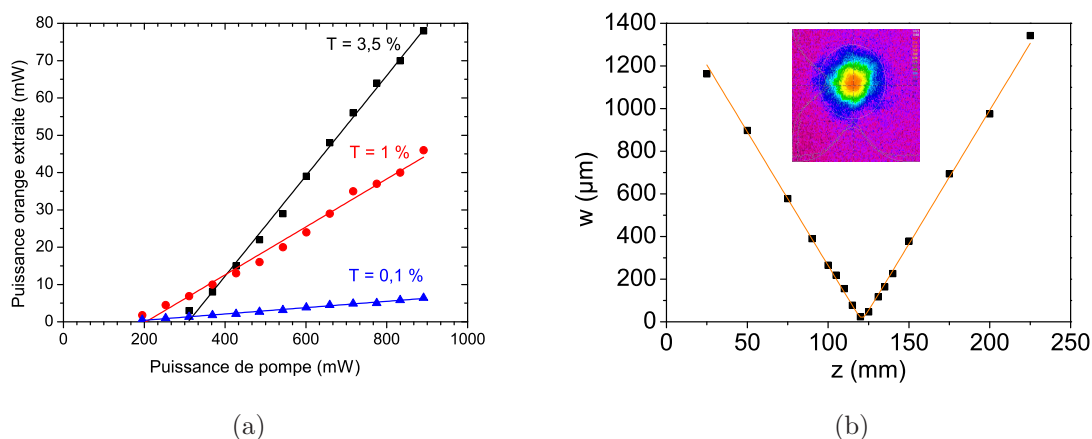 Puissance orange extraite (mW)
80
70
60
50
40
30
20
10
0
T = 3,5 %
T = 1 %
T = 0,1 %
0 200 400 600 800 1000
Puissance de pompe (mW)
(a)
w (µm)
1400
1200
1000
800
600
400
200
0
0 50 100 150 200 250
z (mm)
(b)